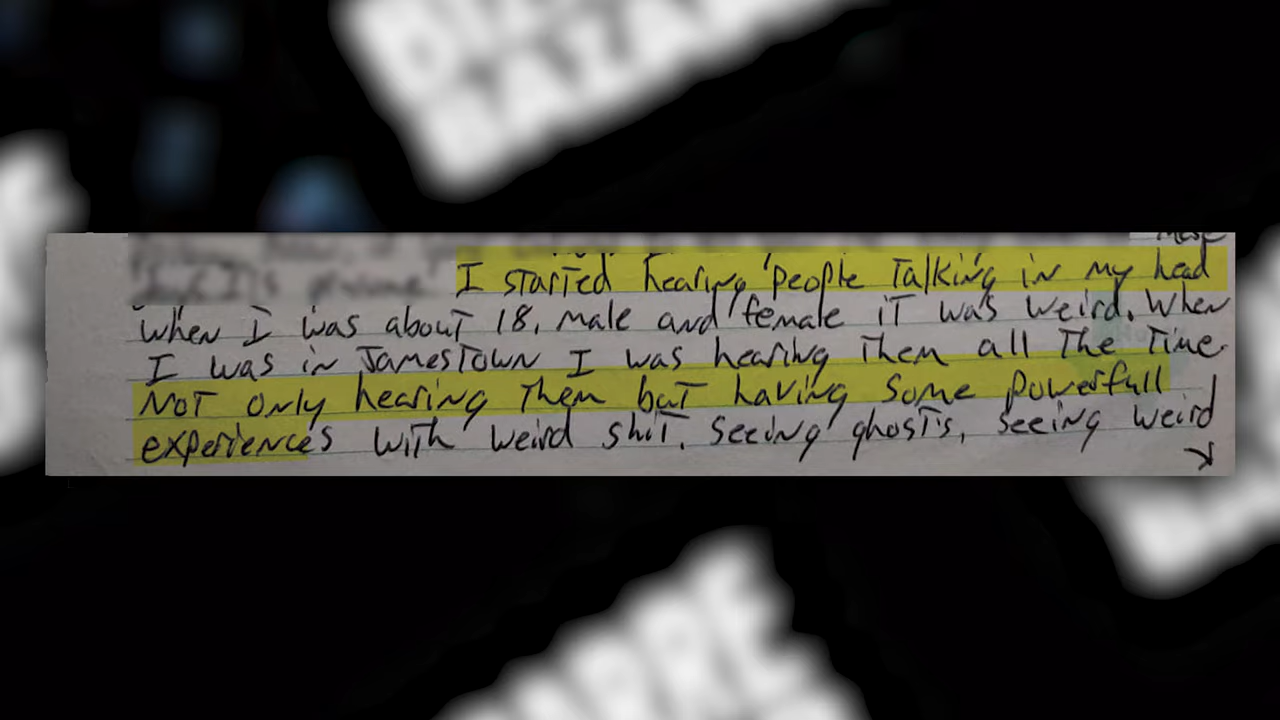 I started hearing people talking in my head
when I was about 18, male and female it was weird. When
I was in Jamestown I was hearing them all the time.
Not only hearing them but having some powerfull
experiences with weird shit. Seeing ghosts, seeing weird